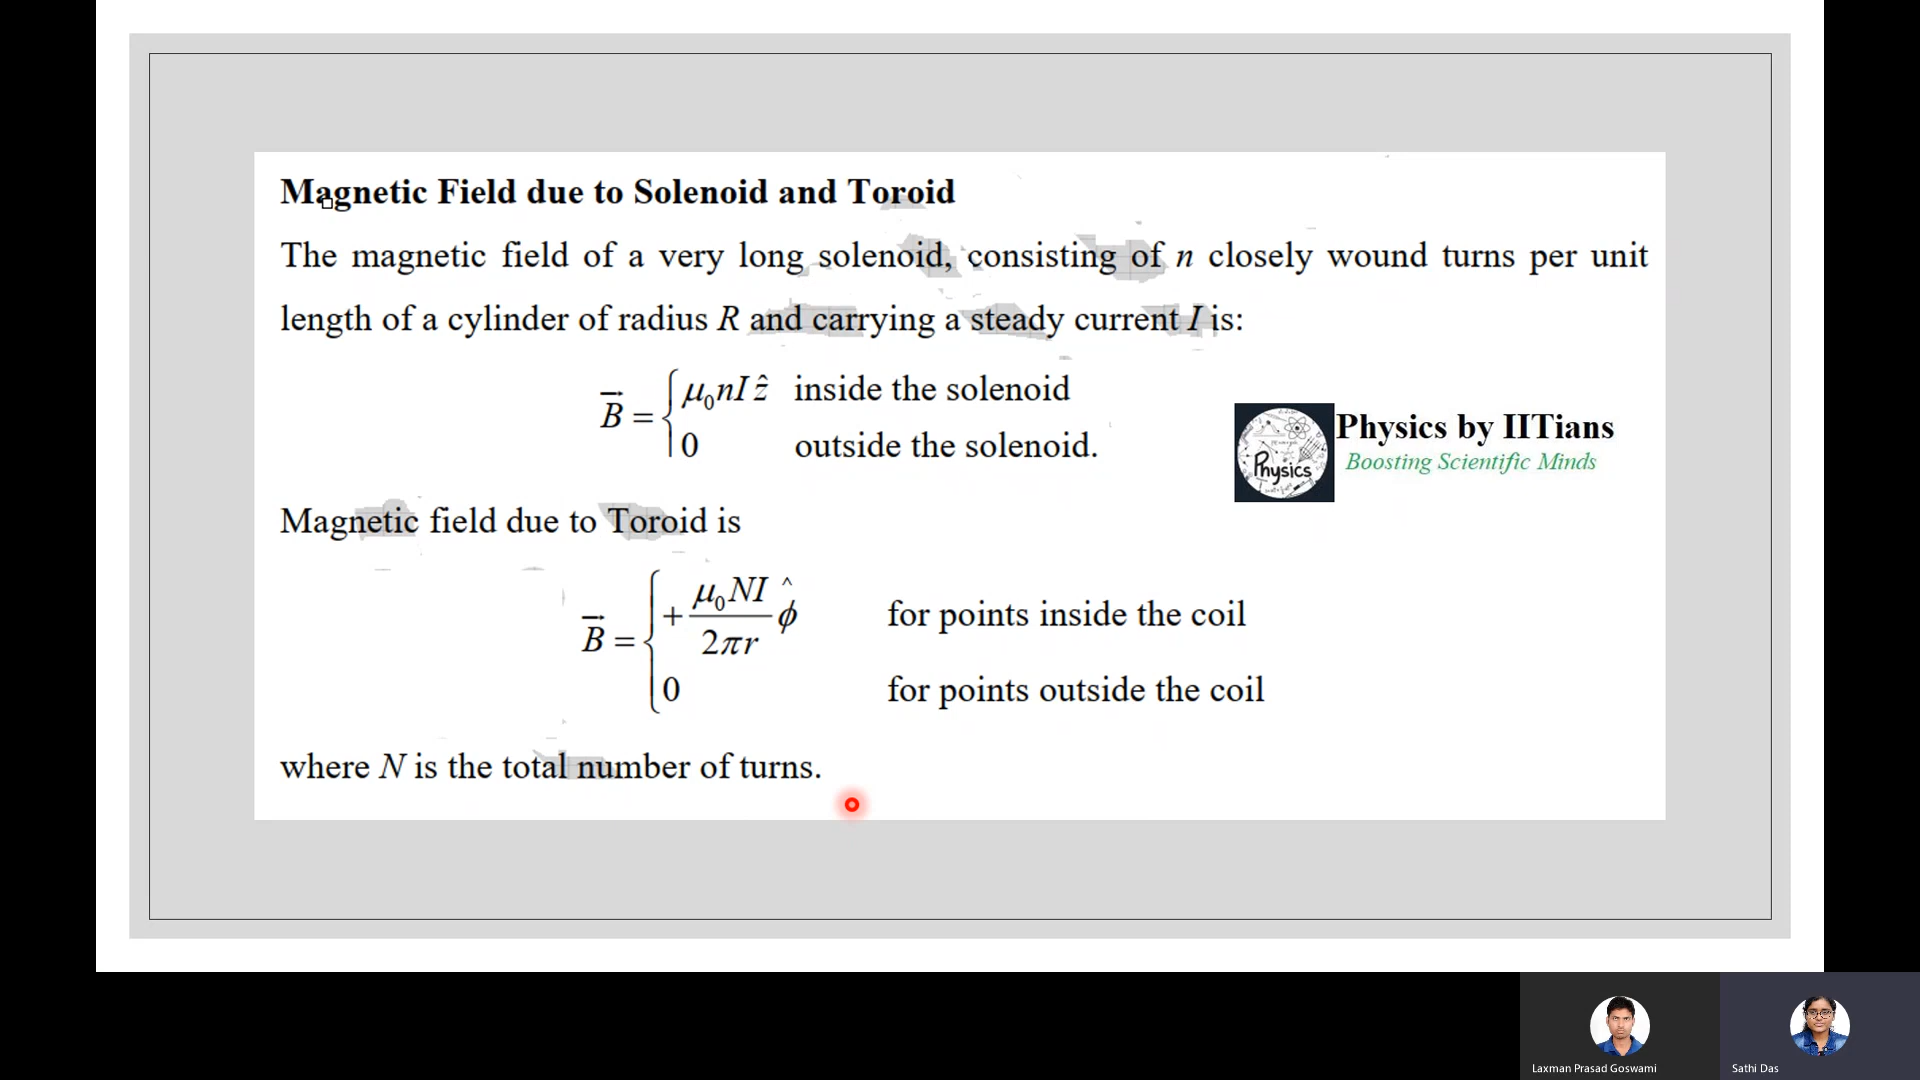 Magnetic Field due to Solenoid and Toroid
The magnetic field of a very long solenoid, consisting of n closely wound turns per unit
length of a cylinder of radius R and carrying a steady current I is:
B⃗ = { μ₀nI ẑ inside the solenoid
0 outside the solenoid.
Physics
Physics by IITians
Boosting Scientific Minds
Magnetic field due to Toroid is
B⃗ = { + μ₀NI / 2πr ϕ̂ for points inside the coil
0 for points outside the coil
where N is the total number of turns.
Laxman Prasad Goswami
Sathi Das